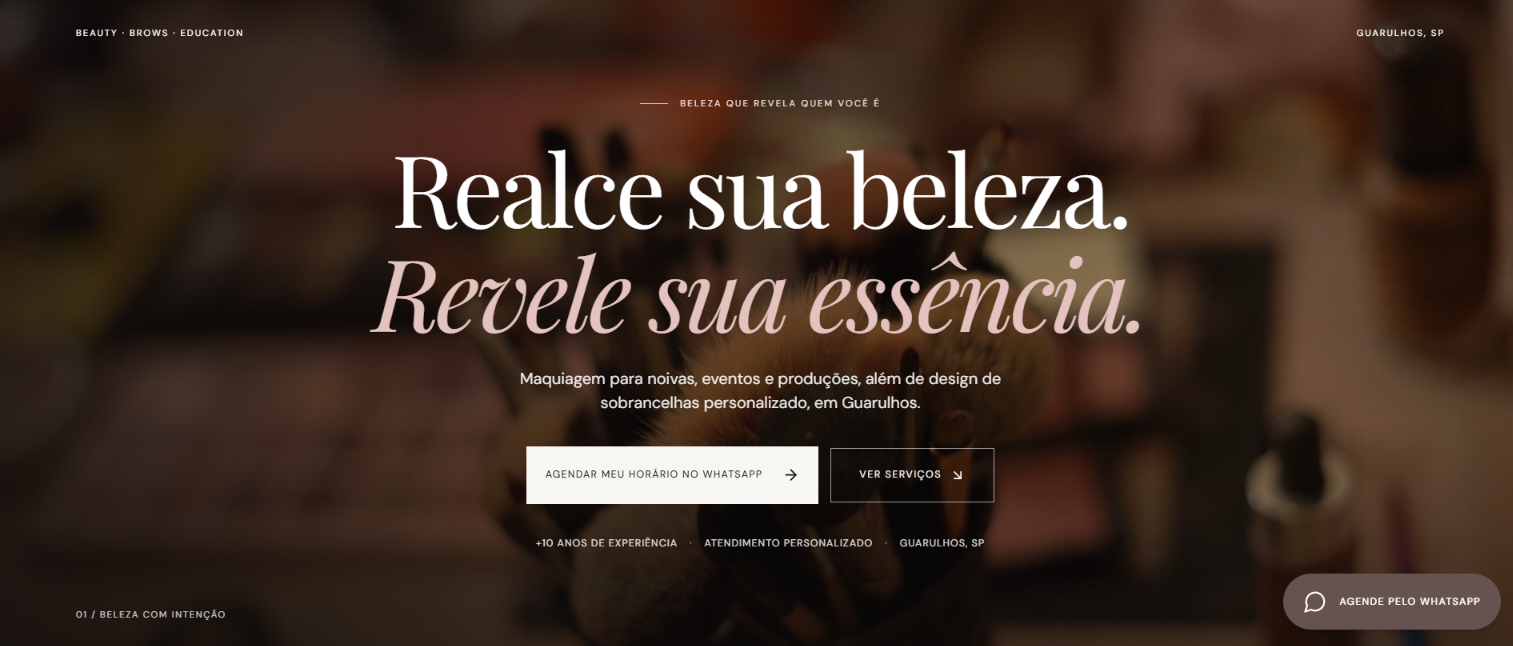 BEAUTY · BROWS · EDUCATION
GUARULHOS, SP
BELEZA QUE REVELA QUEM VOCÊ É
Realce sua beleza.
Revele sua essência.
Maquiagem para noivas, eventos e produções, além de design de
sobrancelhas personalizado, em Guarulhos.
AGENDAR MEU HORÁRIO NO WHATSAPP
VER SERVIÇOS
+10 ANOS DE EXPERIÊNCIA · ATENDIMENTO PERSONALIZADO · GUARULHOS, SP
01 / BELEZA COM INTENÇÃO
AGENDE PELO WHATSAPP